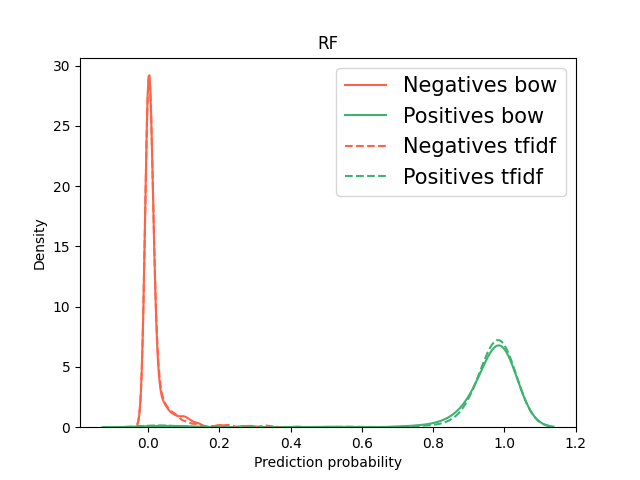 RF
Negatives bow
Positives bow
Negatives tfidf
Positives tfidf
Density
30
25
20
15
10
5
0
0.0 0.2 0.4 0.6 0.8 1.0 1.2
Prediction probability